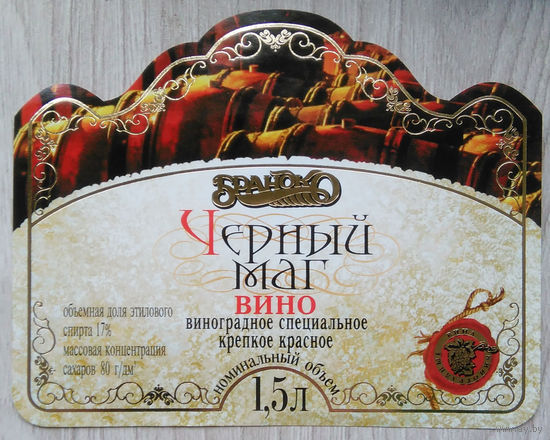 БРАНОКО
Черный
маг
вино
виноградное специальное
крепкое красное
номинальный объем
1,5л
объемная доля этилового
спирта 17%
массовая концентрация
сахаров 80 г/дм³